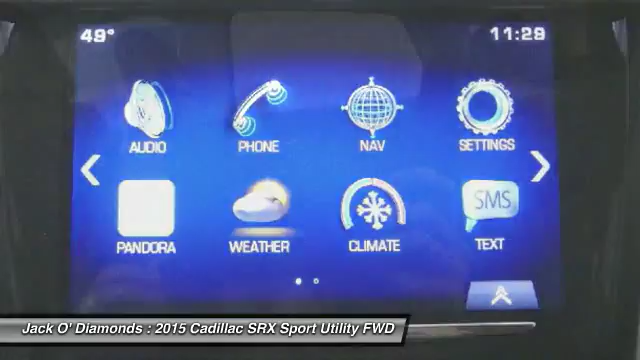 49°
11:29
AUDIO
PHONE
NAV
SETTINGS
PANDORA
WEATHER
CLIMATE
SMS
TEXT
Jack O' Diamonds : 2015 Cadillac SRX Sport Utility FWD